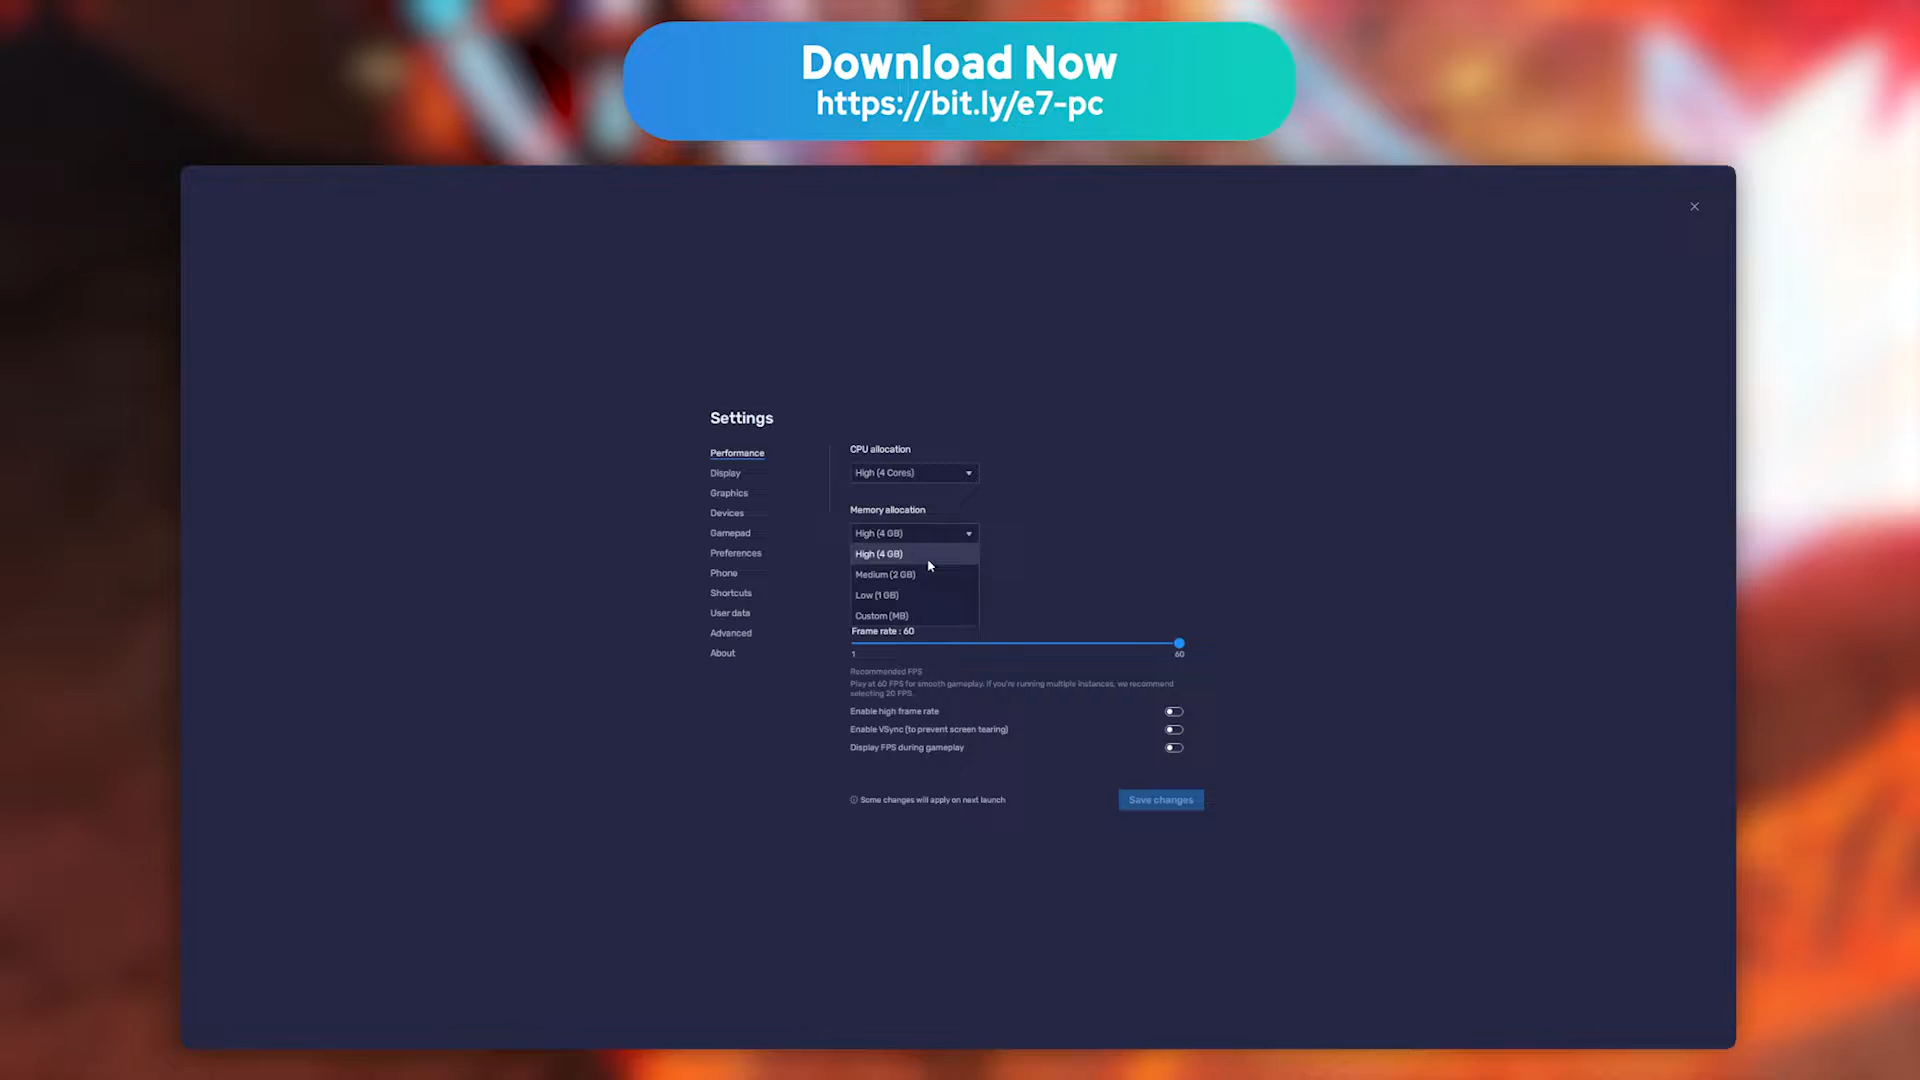 Download Now
https://bit.ly/e7-pc
Settings
Performance
Display
Graphics
Devices
Gamepad
Preferences
Phone
Shortcuts
User data
Advanced
About
CPU allocation
High (4 Cores)
Memory allocation
High (4 GB)
High (4 GB)
Medium (2 GB)
Low (1 GB)
Custom (MB)
Frame rate : 60
1
60
Recommended FPS
Play at 60 FPS for smooth gameplay. If you're running multiple instances, we recommend
selecting 20 FPS.
Enable high frame rate
Enable VSync (to prevent screen tearing)
Display FPS during gameplay
Some changes will apply on next launch
Save changes